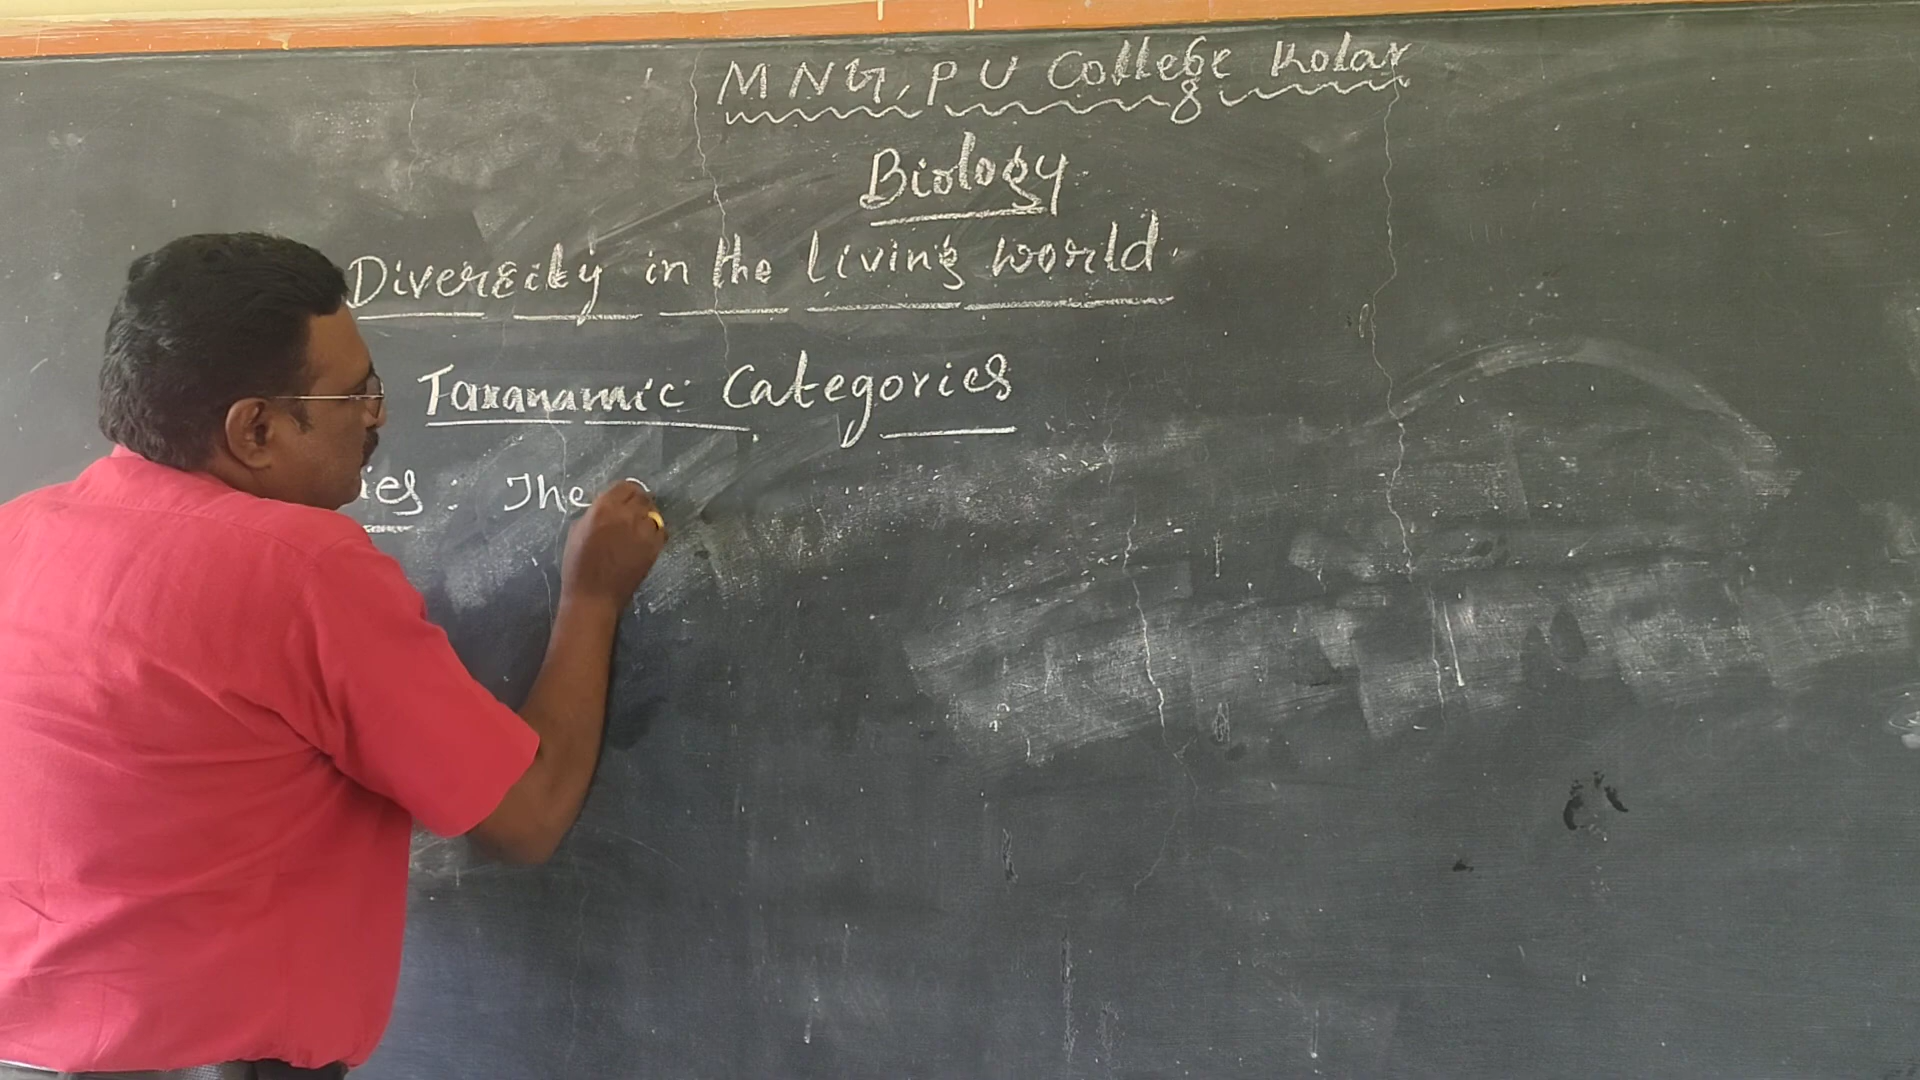 MNG, PU College Kolar
Biology
Diversity in the living world.
Taxanamic Categories
ies : The